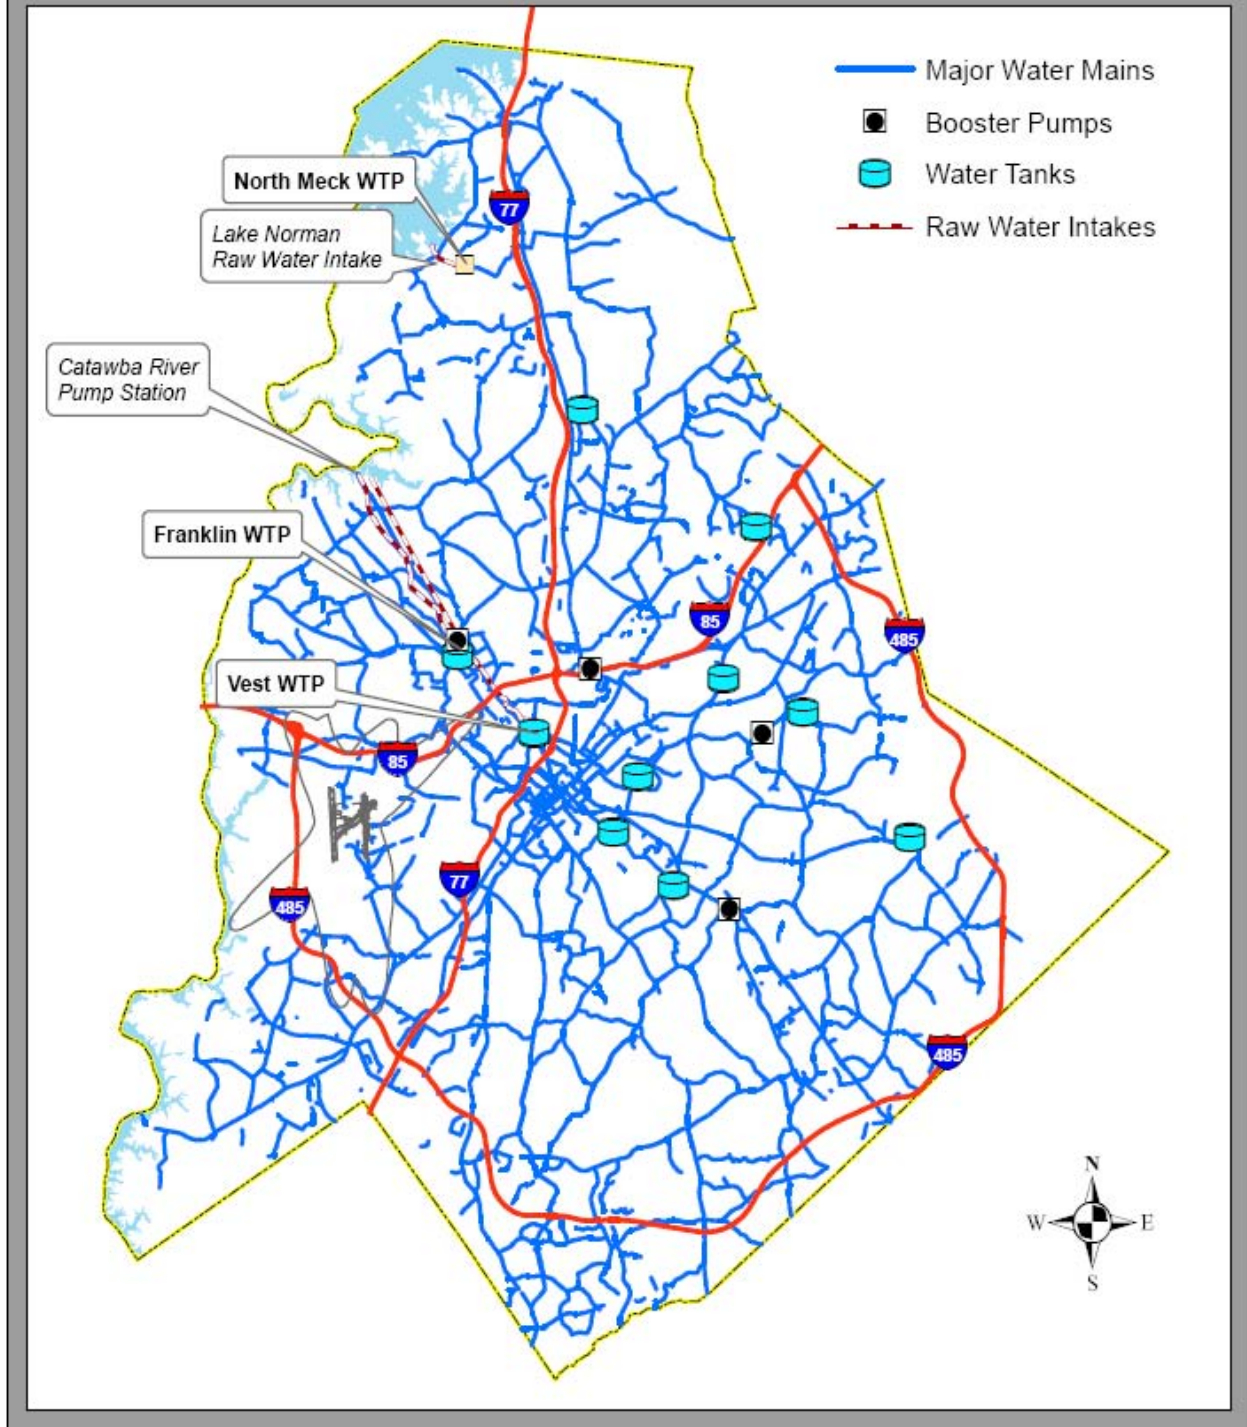 Major Water Mains
Booster Pumps
Water Tanks
Raw Water Intakes
North Meck WTP
77
Lake Norman
Raw Water Intake
Catawba River
Pump Station
Franklin WTP
85
485
Vest WTP
85
77
485
485
N
W
E
S